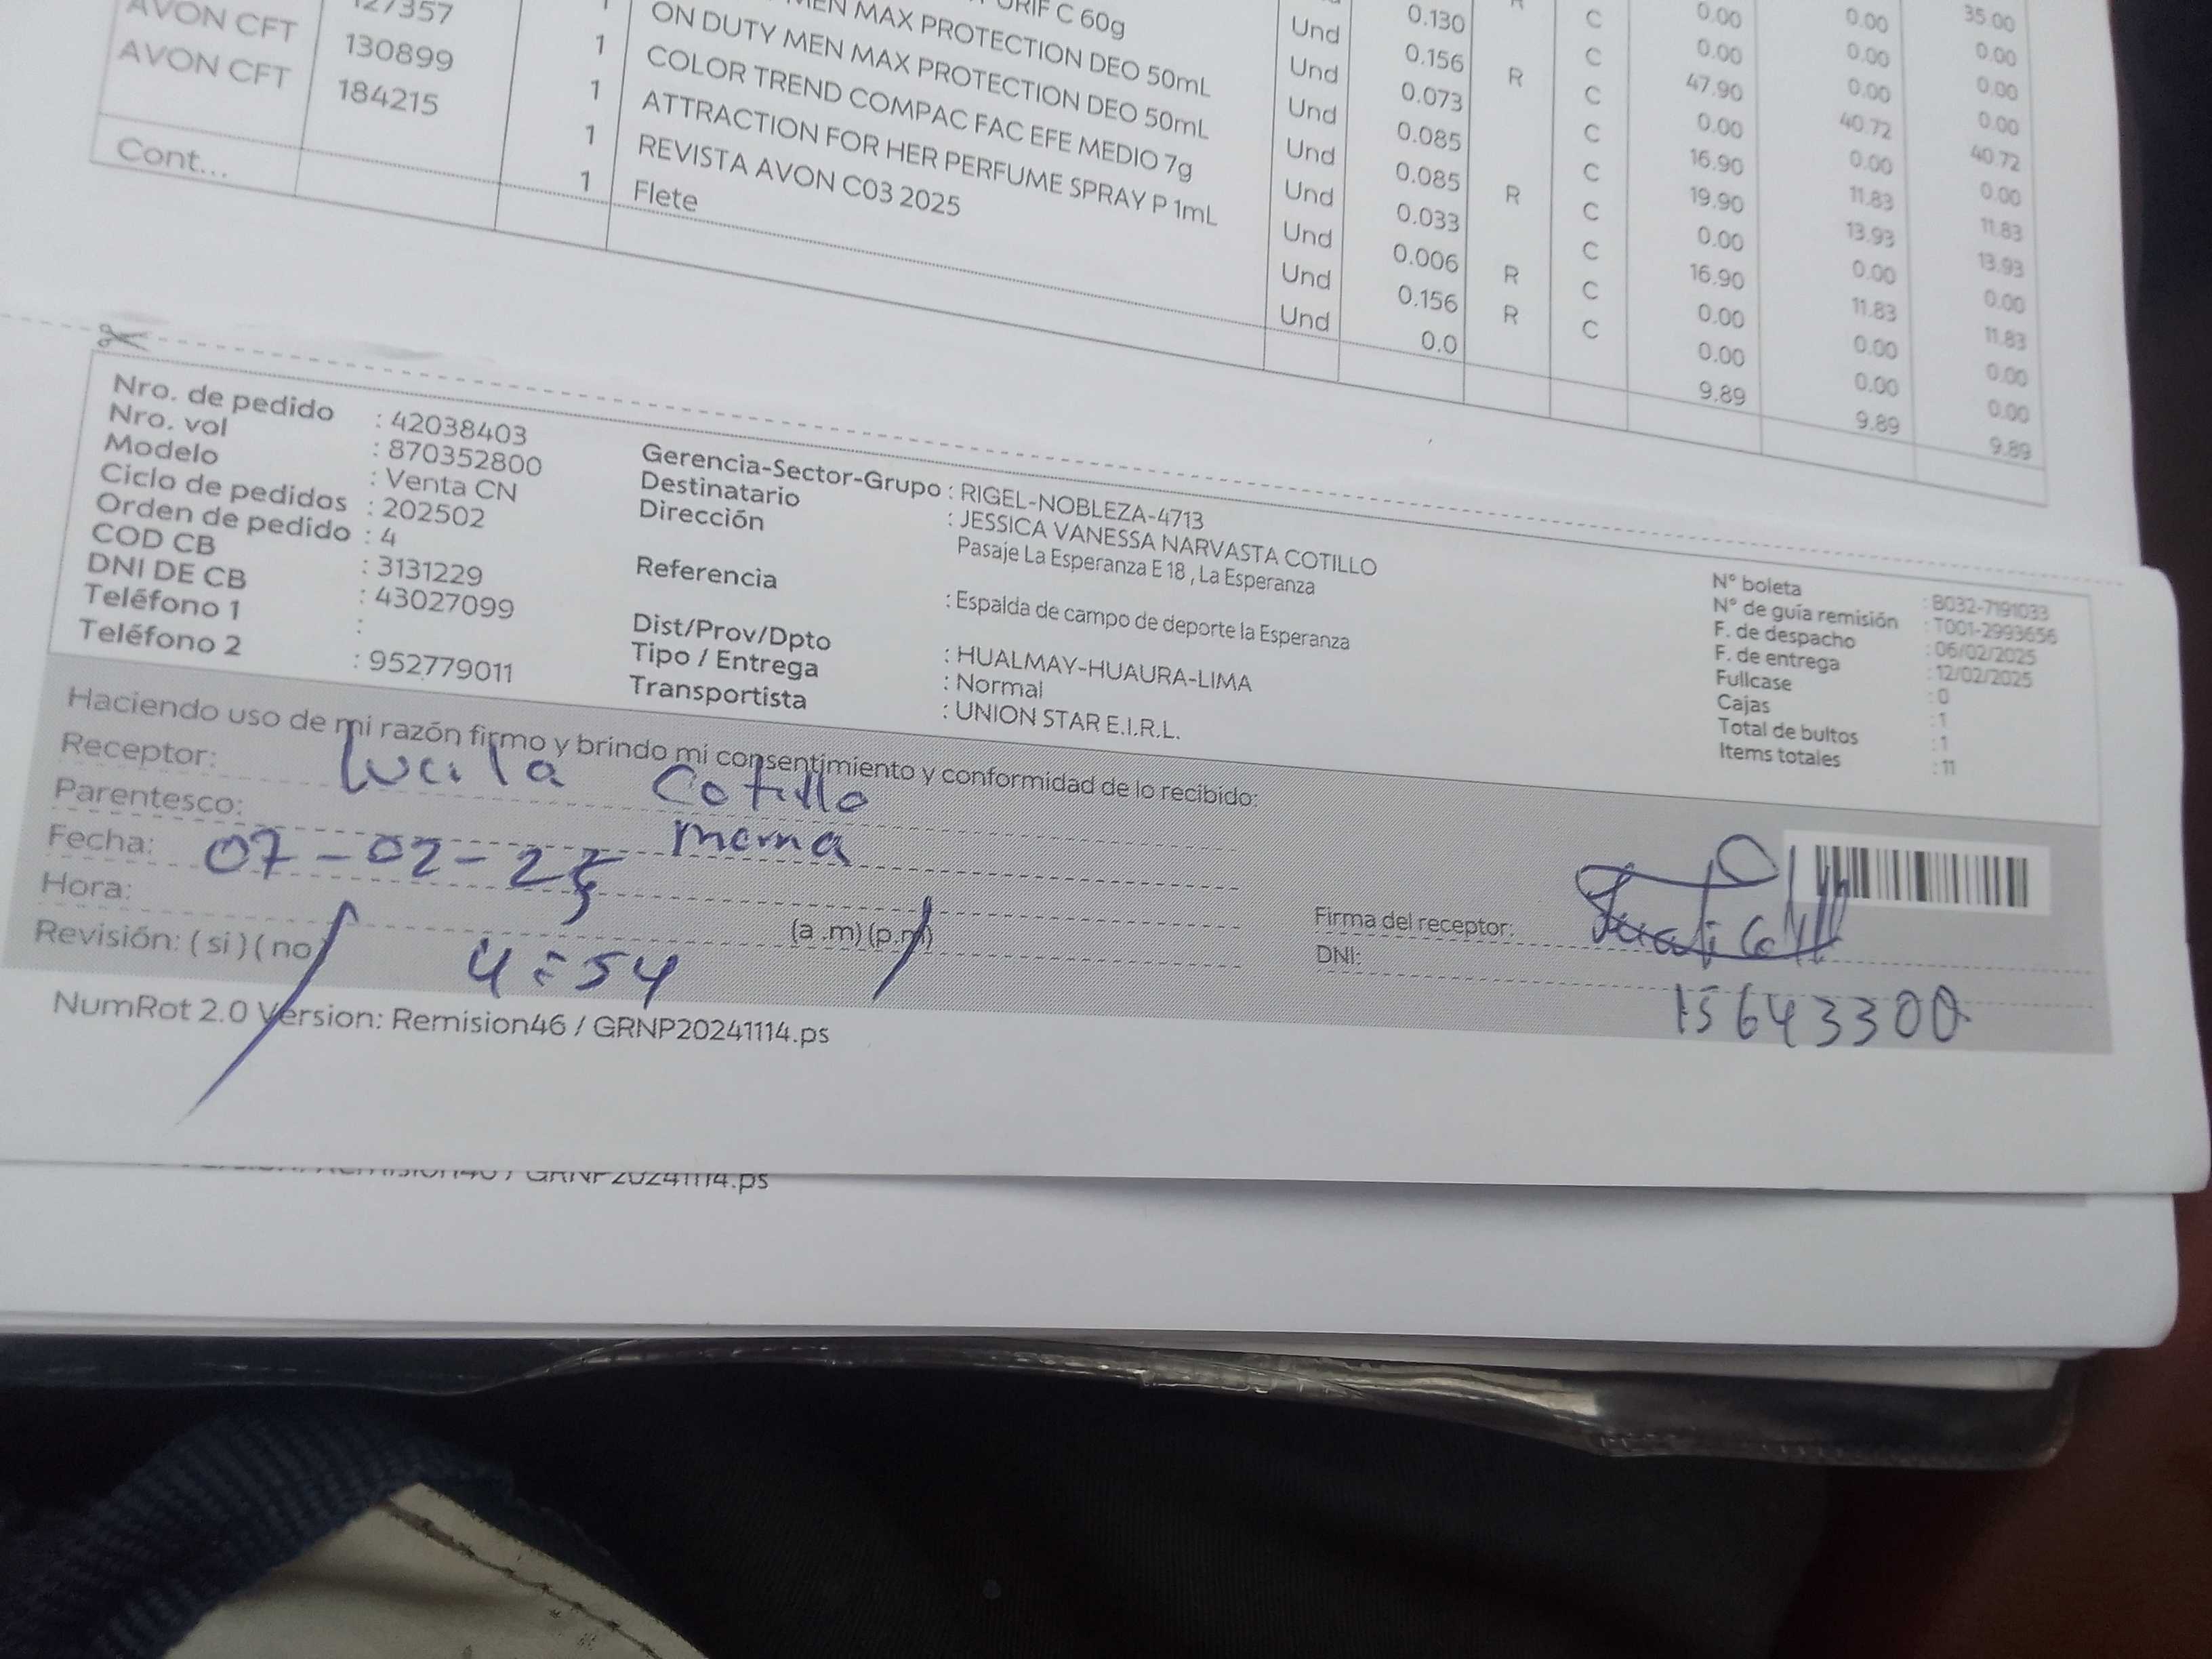 AVON CFT 127357 1 URIF C 60g Und 0.130 R C 0.00 0.00 35.00
AVON CFT 130899 1 MEN MAX PROTECTION DEO 50mL Und 0.156 C 0.00 0.00 0.00
184215 1 ON DUTY MEN MAX PROTECTION DEO 50mL Und 0.073 R C 47.90 0.00 0.00
1 COLOR TREND COMPAC FAC EFE MEDIO 7g Und 0.085 C 0.00 40.72 40.72
1 ATTRACTION FOR HER PERFUME SPRAY P 1mL Und 0.085 C 16.90 0.00 0.00
REVISTA AVON C03 2025 Und 0.033 R C 19.90 11.83 11.83
Flete Und 0.006 C 0.00 13.93 13.93
Und 0.156 R C 16.90 0.00 0.00
0.0 R C 0.00 11.83 11.83
0.00 0.00 0.00
9.89 0.00 0.00
9.89 9.89
Cont...
Nro. de pedido : 42038403
Nro. vol : 870352800
Modelo : Venta CN
Ciclo de pedidos : 202502
Orden de pedido : 4
COD CB : 3131229
DNI DE CB : 43027099
Teléfono 1 :
Teléfono 2 : 952779011
Gerencia-Sector-Grupo : RIGEL-NOBLEZA-4713
Destinatario : JESSICA VANESSA NARVASTA COTILLO
Dirección Pasaje La Esperanza E 18 , La Esperanza
Referencia : Espalda de campo de deporte la Esperanza
Dist/Prov/Dpto : HUALMAY-HUAURA-LIMA
Tipo / Entrega : Normal
Transportista : UNION STAR E.I.R.L.
N° boleta : B032-7191033
N° de guía remisión : T001-2993656
F. de despacho : 06/02/2025
F. de entrega : 12/02/2025
Fullcase : 0
Cajas : 1
Total de bultos : 1
Items totales : 11
Haciendo uso de mi razón firmo y brindo mi consentimiento y conformidad de lo recibido:
Receptor: Lucila Cotillo
Parentesco: mama
Fecha: 07-02-25
Hora: 4:54 (a .m) (p.m)
Revisión: ( si ) ( no
Firma del receptor:
DNI: 15643300
NumRot 2.0 Version: Remision46 / GRNP20241114.ps
GRNP20241114.ps